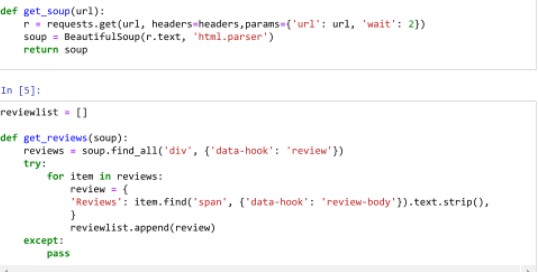 def get_soup(url):
    r = requests.get(url, headers=headers,params={'url': url, 'wait': 2})
    soup = BeautifulSoup(r.text, 'html.parser')
    return soup
In [5]:
reviewlist = []
def get_reviews(soup):
    reviews = soup.find_all('div', {'data-hook': 'review'})
    try:
        for item in reviews:
            review = {
            'Reviews': item.find('span', {'data-hook': 'review-body'}).text.strip(),
            }
            reviewlist.append(review)
    except:
        pass